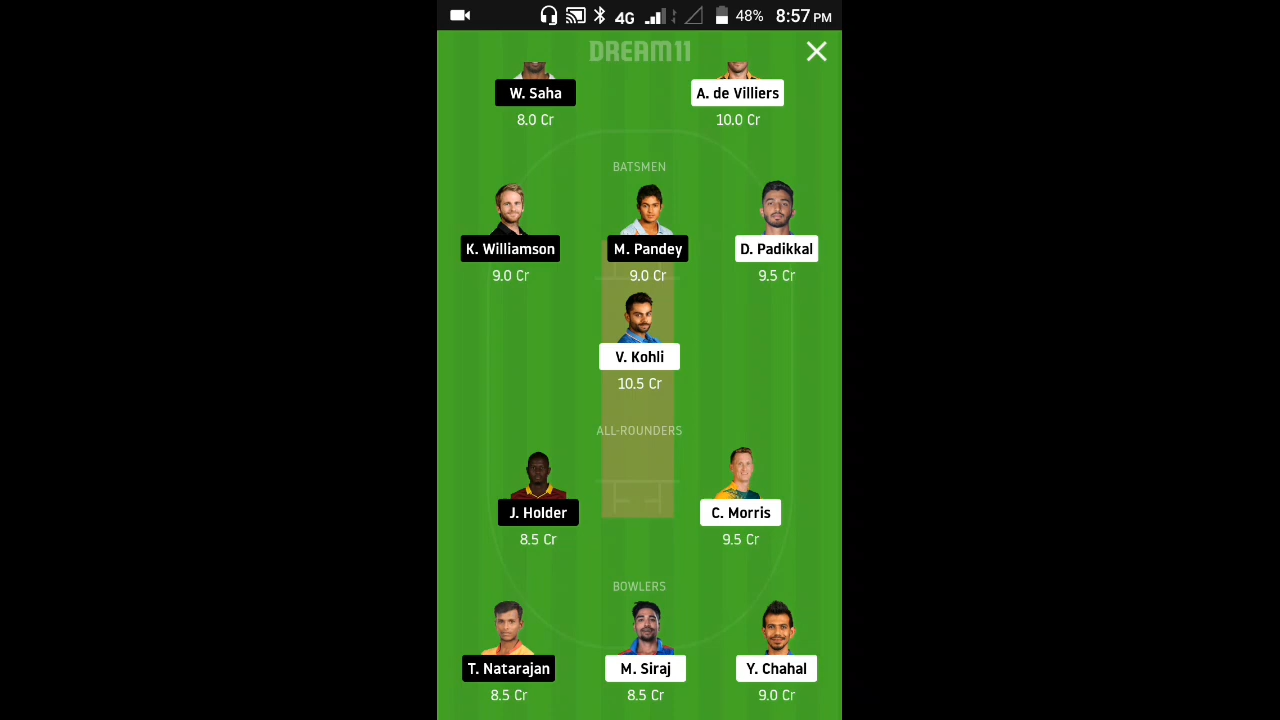 4G 48% 8:57 PM
DREAM11
W. Saha A. de Villiers
8.0 Cr 10.0 Cr
BATSMEN
K. Williamson M. Pandey D. Padikkal
9.0 Cr 9.0 Cr 9.5 Cr
V. Kohli
10.5 Cr
ALL-ROUNDERS
J. Holder C. Morris
8.5 Cr 9.5 Cr
BOWLERS
T. Natarajan M. Siraj Y. Chahal
8.5 Cr 8.5 Cr 9.0 Cr